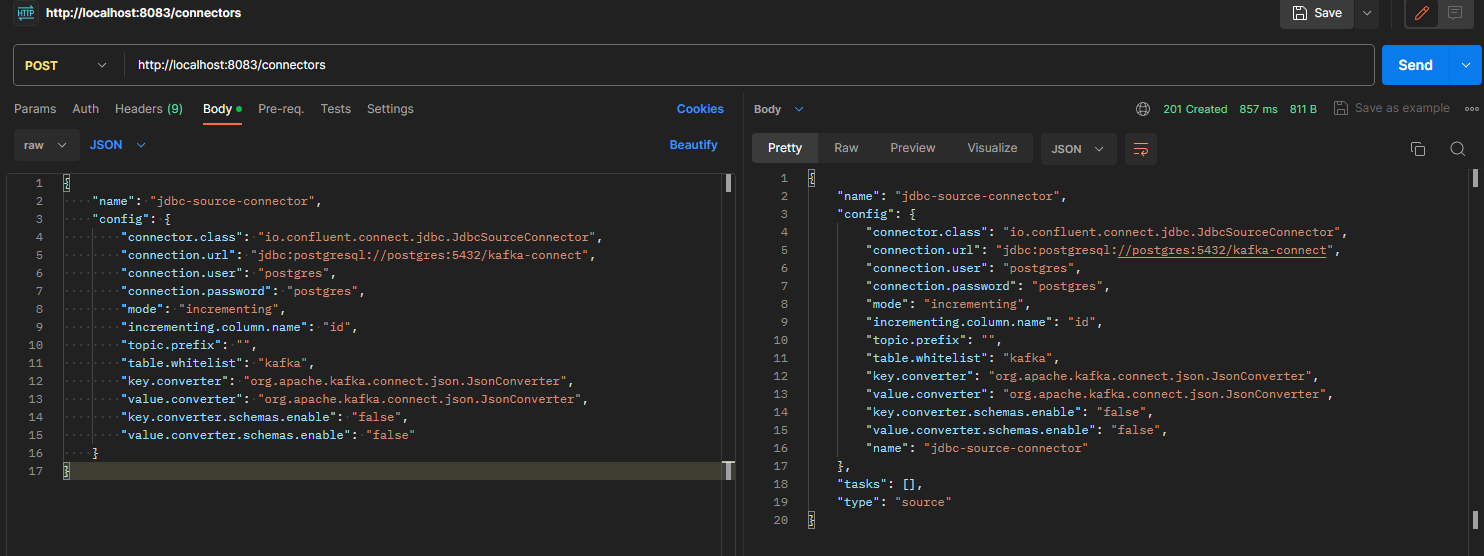 HTTP http://localhost:8083/connectors
Save
POST http://localhost:8083/connectors
Send
Params Auth Headers (9) Body Pre-req. Tests Settings Cookies
raw JSON Beautify
1 {
2 "name": "jdbc-source-connector",
3 "config": {
4 "connector.class": "io.confluent.connect.jdbc.JdbcSourceConnector",
5 "connection.url": "jdbc:postgresql://postgres:5432/kafka-connect",
6 "connection.user": "postgres",
7 "connection.password": "postgres",
8 "mode": "incrementing",
9 "incrementing.column.name": "id",
10 "topic.prefix": "",
11 "table.whitelist": "kafka",
12 "key.converter": "org.apache.kafka.connect.json.JsonConverter",
13 "value.converter": "org.apache.kafka.connect.json.JsonConverter",
14 "key.converter.schemas.enable": "false",
15 "value.converter.schemas.enable": "false"
16 }
17 }
Body 201 Created 857 ms 811 B Save as example
Pretty Raw Preview Visualize JSON
1 {
2 "name": "jdbc-source-connector",
3 "config": {
4 "connector.class": "io.confluent.connect.jdbc.JdbcSourceConnector",
5 "connection.url": "jdbc:postgresql://postgres:5432/kafka-connect",
6 "connection.user": "postgres",
7 "connection.password": "postgres",
8 "mode": "incrementing",
9 "incrementing.column.name": "id",
10 "topic.prefix": "",
11 "table.whitelist": "kafka",
12 "key.converter": "org.apache.kafka.connect.json.JsonConverter",
13 "value.converter": "org.apache.kafka.connect.json.JsonConverter",
14 "key.converter.schemas.enable": "false",
15 "value.converter.schemas.enable": "false",
16 "name": "jdbc-source-connector"
17 },
18 "tasks": [],
19 "type": "source"
20 }